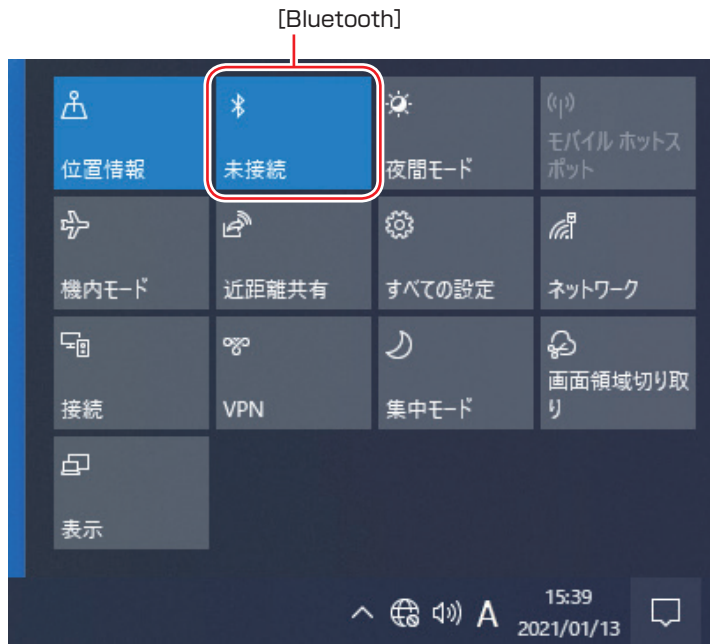 [Bluetooth]
位置情報
未接続
夜間モード
モバイル ホットス
ポット
機内モード
近距離共有
すべての設定
ネットワーク
接続
VPN
集中モード
画面領域切り取
り
表示
A
15:39
2021/01/13